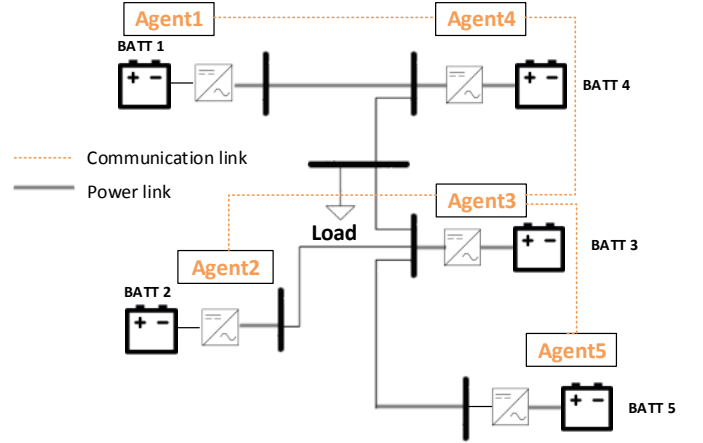 Agent1
Agent4
BATT 1
BATT 4
Communication link
Power link
Agent3
Load
BATT 3
Agent2
BATT 2
Agent5
BATT 5